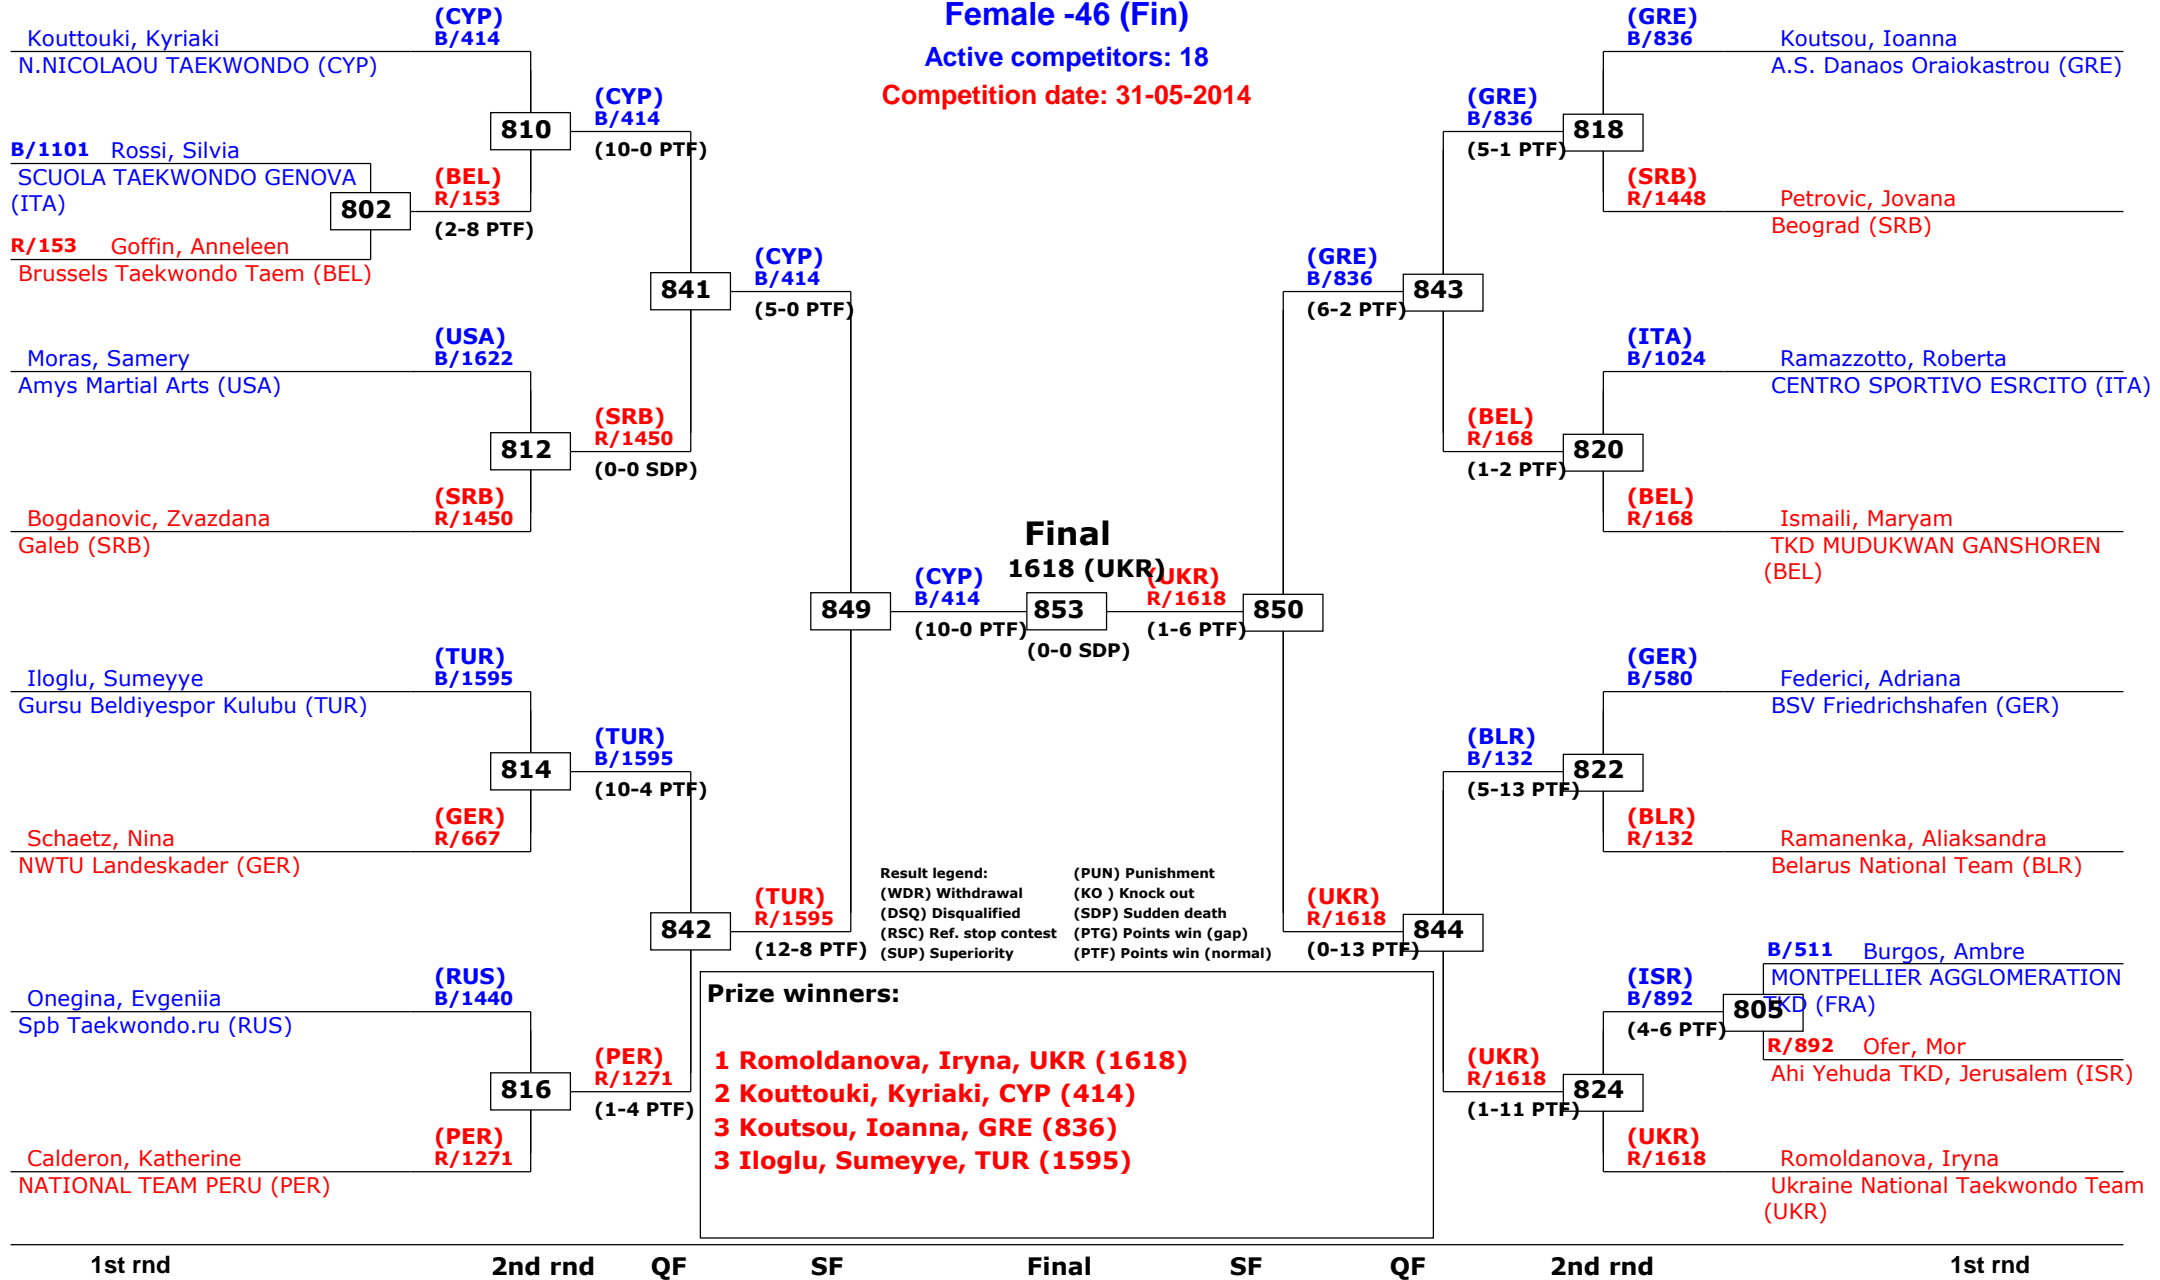 Female -46 (Fin)
Active competitors: 18
Competition date: 31-05-2014
(CYP)
B/414
Kouttouki, Kyriaki
N.NICOLAOU TAEKWONDO (CYP)
810
(CYP)
B/414
(10-0 PTF)
B/1101 Rossi, Silvia
SCUOLA TAEKWONDO GENOVA
(ITA)
802
(BEL)
R/153
(2-8 PTF)
R/153 Goffin, Anneleen
Brussels Taekwondo Taem (BEL)
841
(CYP)
B/414
(5-0 PTF)
(USA)
B/1622
Moras, Samery
Amys Martial Arts (USA)
812
(SRB)
R/1450
(0-0 SDP)
(SRB)
R/1450
Bogdanovic, Zvazdana
Galeb (SRB)
849
(CYP)
B/414
(10-0 PTF)
(TUR)
B/1595
Iloglu, Sumeyye
Gursu Beldiyespor Kulubu (TUR)
814
(TUR)
B/1595
(10-4 PTF)
(GER)
R/667
Schaetz, Nina
NWTU Landeskader (GER)
842
(TUR)
R/1595
(12-8 PTF)
(RUS)
B/1440
Onegina, Evgeniia
Spb Taekwondo.ru (RUS)
816
(PER)
R/1271
(1-4 PTF)
(PER)
R/1271
Calderon, Katherine
NATIONAL TEAM PERU (PER)
Final
1618 (UKR)
853
(0-0 SDP)
(UKR)
R/1618
(1-6 PTF)
850
(GRE)
B/836
Koutsou, Ioanna
A.S. Danaos Oraiokastrou (GRE)
(GRE)
B/836
(5-1 PTF)
818
(SRB)
R/1448
Petrovic, Jovana
Beograd (SRB)
(GRE)
B/836
(6-2 PTF)
843
(ITA)
B/1024
Ramazzotto, Roberta
CENTRO SPORTIVO ESRCITO (ITA)
(BEL)
R/168
(1-2 PTF)
820
(BEL)
R/168
Ismaili, Maryam
TKD MUDUKWAN GANSHOREN
(BEL)
(GER)
B/580
Federici, Adriana
BSV Friedrichshafen (GER)
(BLR)
B/132
(5-13 PTF)
822
(BLR)
R/132
Ramanenka, Aliaksandra
Belarus National Team (BLR)
(UKR)
R/1618
(0-13 PTF)
844
B/511 Burgos, Ambre
MONTPELLIER AGGLOMERATION
TKD (FRA)
(ISR)
B/892
(4-6 PTF)
805
R/892 Ofer, Mor
Ahi Yehuda TKD, Jerusalem (ISR)
(UKR)
R/1618
(1-11 PTF)
824
(UKR)
R/1618
Romoldanova, Iryna
Ukraine National Taekwondo Team
(UKR)
Result legend:
(WDR) Withdrawal
(DSQ) Disqualified
(RSC) Ref. stop contest
(SUP) Superiority
(PUN) Punishment
(KO ) Knock out
(SDP) Sudden death
(PTG) Points win (gap)
(PTF) Points win (normal)
Prize winners:
1 Romoldanova, Iryna, UKR (1618)
2 Kouttouki, Kyriaki, CYP (414)
3 Koutsou, Ioanna, GRE (836)
3 Iloglu, Sumeyye, TUR (1595)
1st rnd 2nd rnd QF SF Final SF QF 2nd rnd 1st rnd